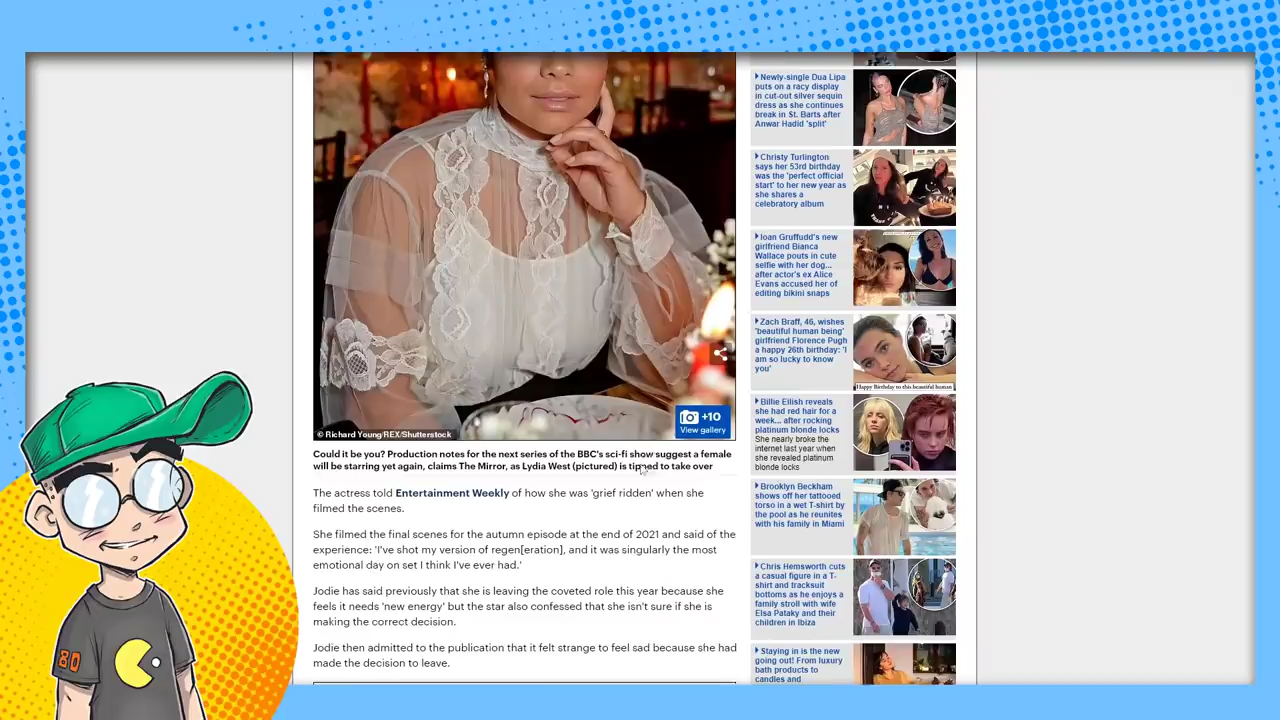 © Richard Young/REX/Shutterstock
+10
View gallery
Could it be you? Production notes for the next series of the BBC's sci-fi show suggest a female
will be starring yet again, claims The Mirror, as Lydia West (pictured) is tipped to take over
The actress told Entertainment Weekly of how she was 'grief ridden' when she
filmed the scenes.
She filmed the final scenes for the autumn episode at the end of 2021 and said of the
experience: 'I've shot my version of regen[eration], and it was singularly the most
emotional day on set I think I've ever had.'
Jodie has said previously that she is leaving the coveted role this year because she
feels it needs 'new energy' but the star also confessed that she isn't sure if she is
making the correct decision.
Jodie then admitted to the publication that it felt strange to feel sad because she had
made the decision to leave.
Newly-single Dua Lipa
puts on a racy display
in cut-out silver sequin
dress as she continues
break in St. Barts after
Anwar Hadid 'split'
Christy Turlington
says her 53rd birthday
was the 'perfect official
start' to her new year as
she shares a
celebratory album
Ioan Gruffudd's new
girlfriend Bianca
Wallace pouts in cute
selfie with her dog...
after actor's ex Alice
Evans accused her of
editing bikini snaps
Zach Braff, 46, wishes
'beautiful human being'
girlfriend Florence Pugh
a happy 26th birthday: 'I
am so lucky to know
you'
Happy Birthday to this beautiful human
Billie Eilish reveals
she had red hair for a
week... after rocking
platinum blonde locks
She nearly broke the
internet last year when
she revealed platinum
blonde locks
Brooklyn Beckham
shows off her tattooed
torso in a wet T-shirt by
the pool as he reunites
with his family in Miami
Chris Hemsworth cuts
a casual figure in a T-
shirt and tracksuit
bottoms as he enjoys a
family stroll with wife
Elsa Pataky and their
children in Ibiza
Staying in is the new
going out! From luxury
bath products to
candles and
80